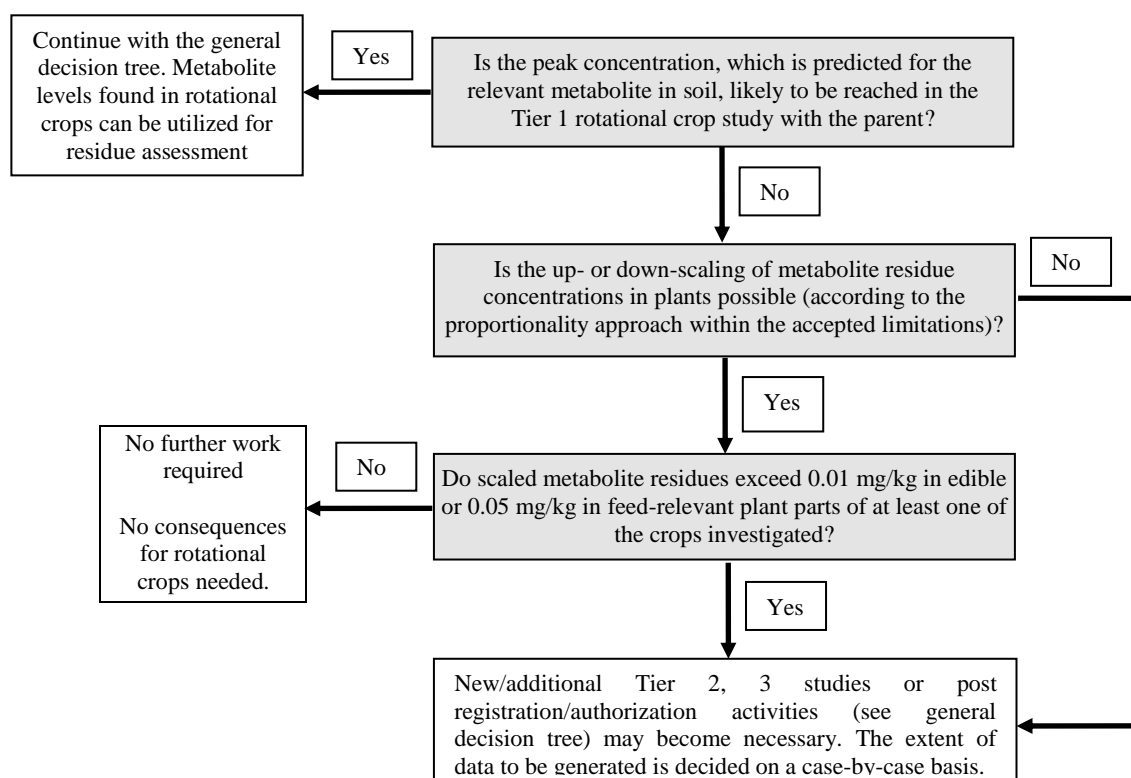 Continue with the general
decision tree. Metabolite
levels found in rotational
crops can be utilized for
residue assessment
Yes
Is the peak concentration, which is predicted for the
relevant metabolite in soil, likely to be reached in the
Tier 1 rotational crop study with the parent?
No
Is the up- or down-scaling of metabolite residue
concentrations in plants possible (according to the
proportionality approach within the accepted limitations)?
No
Yes
No further work
required
No consequences
for rotational
crops needed.
No
Do scaled metabolite residues exceed 0.01 mg/kg in edible
or 0.05 mg/kg in feed-relevant plant parts of at least one of
the crops investigated?
Yes
New/additional Tier 2, 3 studies or post
registration/authorization activities (see general
decision tree) may become necessary. The extent of
data to be generated is decided on a case-by-case basis.